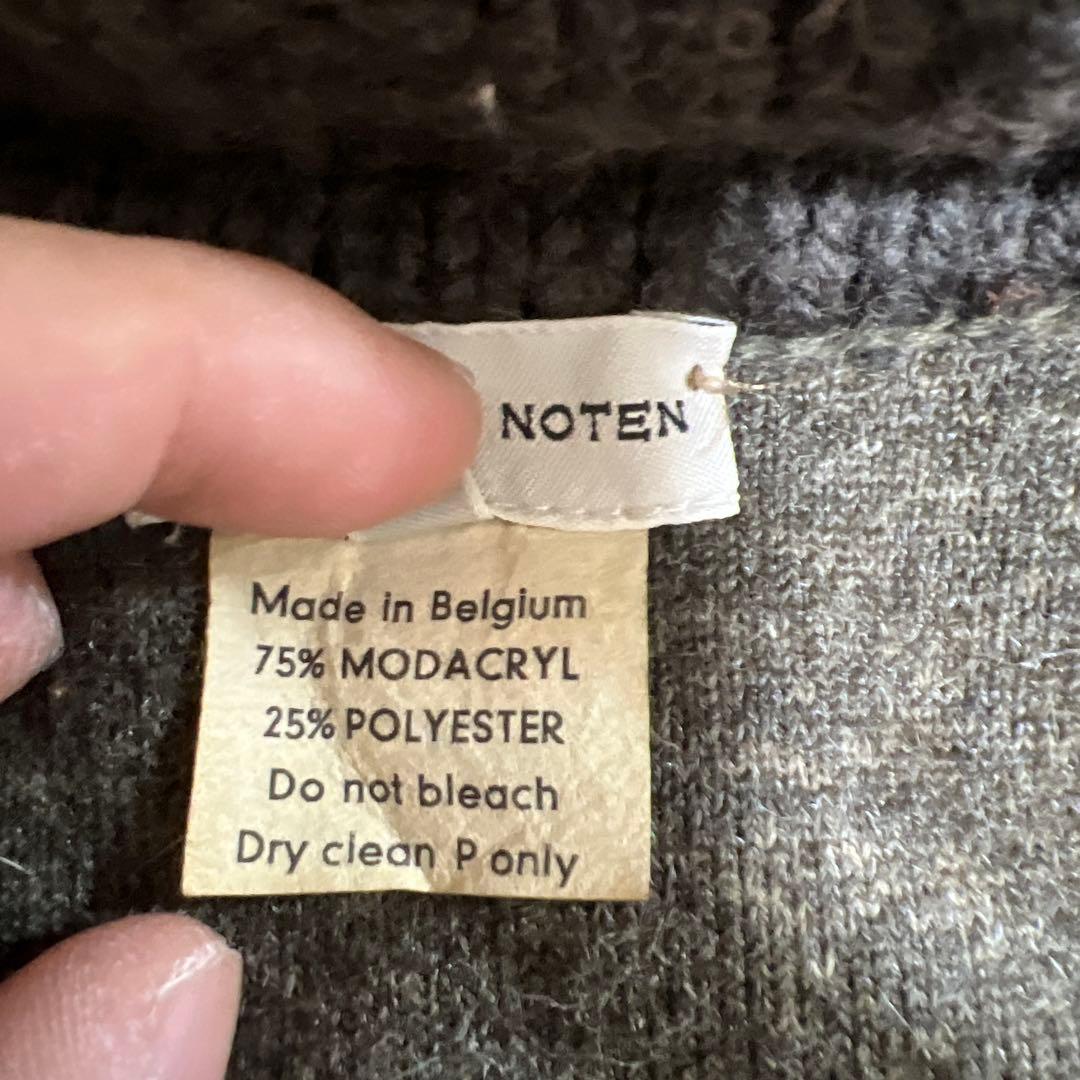 NOTEN
Made in Belgium
75% MODACRYL
25% POLYESTER
Do not bleach
Dry clean P only